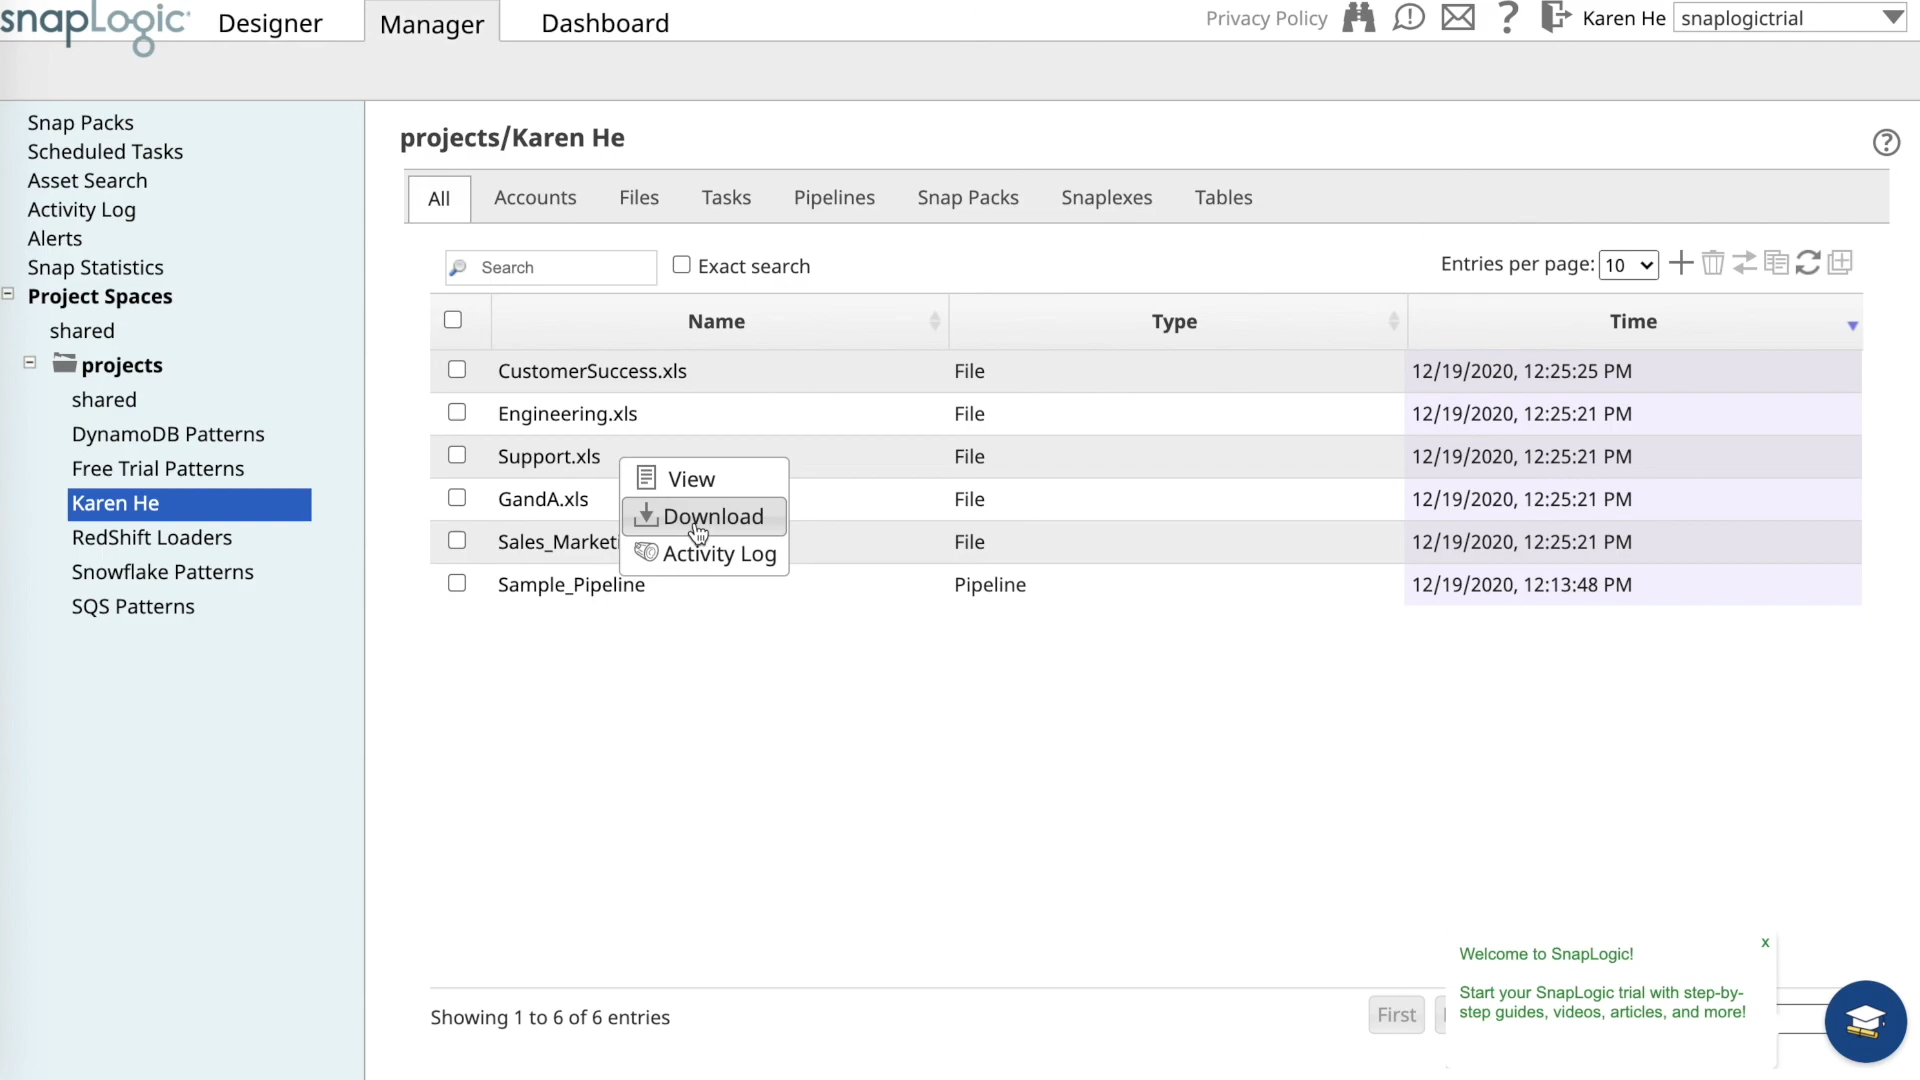 snapLogic
Designer
Manager
Dashboard
Privacy Policy
Karen He
snaplogictrial
Snap Packs
Scheduled Tasks
Asset Search
Activity Log
Alerts
Snap Statistics
Project Spaces
shared
projects
shared
DynamoDB Patterns
Free Trial Patterns
Karen He
RedShift Loaders
Snowflake Patterns
SQS Patterns
projects/Karen He
All Accounts Files Tasks Pipelines Snap Packs Snaplexes Tables
Search
Exact search
Entries per page: 10
Name Type Time
CustomerSuccess.xls File 12/19/2020, 12:25:25 PM
Engineering.xls File 12/19/2020, 12:25:21 PM
Support.xls File 12/19/2020, 12:25:21 PM
GandA.xls File 12/19/2020, 12:25:21 PM
Sales_Marketi File 12/19/2020, 12:25:21 PM
Sample_Pipeline Pipeline 12/19/2020, 12:13:48 PM
View
Download
Activity Log
Showing 1 to 6 of 6 entries
First
x
Welcome to SnapLogic!
Start your SnapLogic trial with step-by-
step guides, videos, articles, and more!